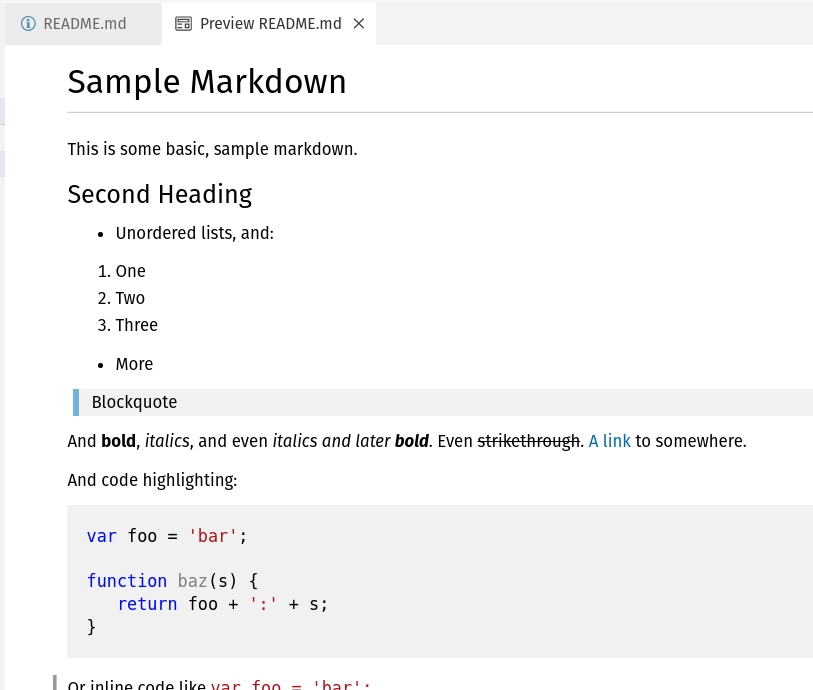 README.md
Preview README.md
Sample Markdown
This is some basic, sample markdown.
Second Heading
• Unordered lists, and:
1. One
2. Two
3. Three
• More
Blockquote
And bold, italics, and even italics and later bold. Even strikethrough. A link to somewhere.
And code highlighting:
var foo = 'bar';
function baz(s) {
   return foo + ':' + s;
}
Or inline code like var foo = 'bar';